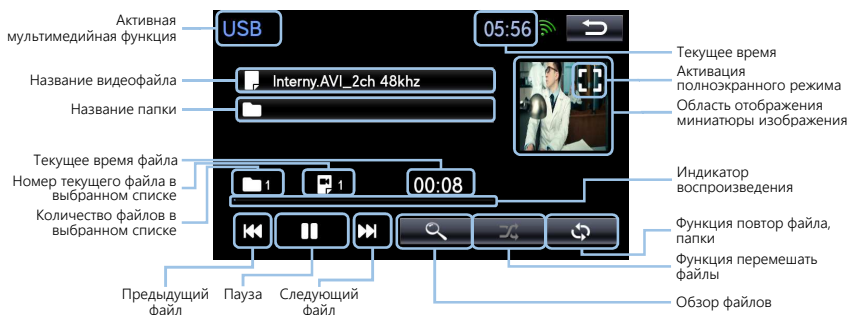 Активная
мультимедийная функция
Название видеофайла
Название папки
Текущее время файла
Номер текущего файла в
выбранном списке
Количество файлов в
выбранном списке
USB
05:56
Interny.AVI_2ch 48khz
1
1
00:08
Текущее время
Активация
полноэкранного режима
Область отображения
миниатюры изображения
Индикатор
воспроизведения
Функция повтор файла,
папки
Функция перемешать
файлы
Обзор файлов
Предыдущий
файл
Пауза
Следующий
файл